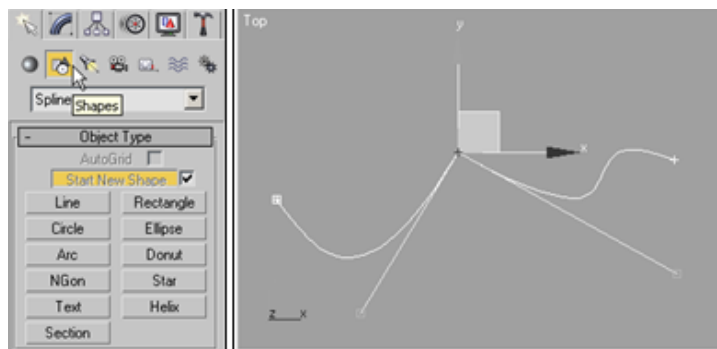 Top
y
x
Spline
Shapes
- Object Type
AutoGrid
Start New Shape
Line Rectangle
Circle Ellipse
Arc Donut
NGon Star
Text Helix
Section
z x